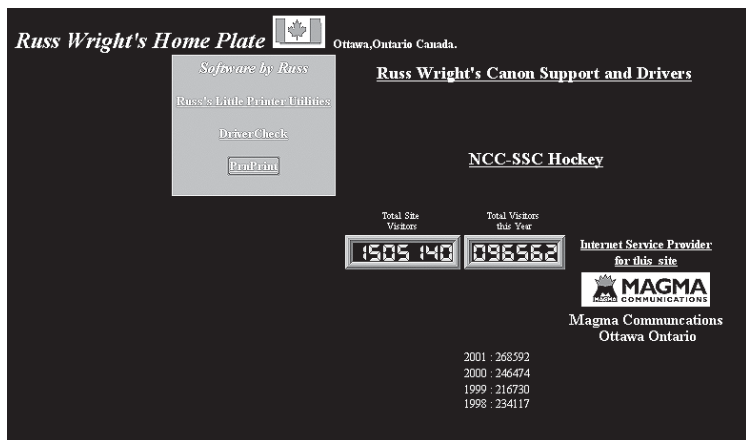 Russ Wright's Home Plate
Ottawa,Ontario Canada.
Software by Russ
Russ's Little Printer Utilities
DriverCheck
PrnPrint
Russ Wright's Canon Support and Drivers
NCC-SSC Hockey
Total Site
Visitors
1505140
Total Visitors
this Year
096562
Internet Service Provider
for this site
MAGMA
MAGMA
COMMUNICATIONS
Magma Communcations
Ottawa Ontario
2001 : 268592
2000 : 246474
1999 : 216730
1998 : 234117